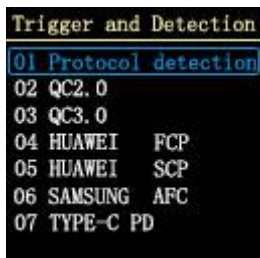 Trigger and Detection
01 Protocol detection
02 QC2.0
03 QC3.0
04 HUAWEI FCP
05 HUAWEI SCP
06 SAMSUNG AFC
07 TYPE-C PD